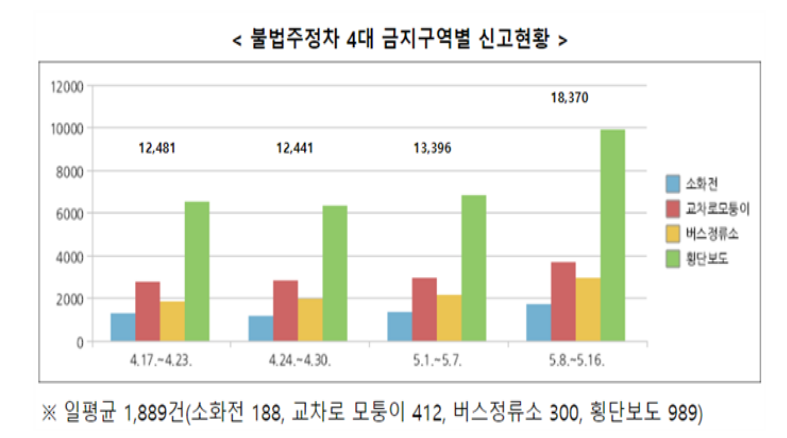 < 불법주정차 4대 금지구역별 신고현황 >
12000
10000
8000
6000
4000
2000
0
12,481
12,441
13,396
18,370
4.17.~4.23.
4.24.~4.30.
5.1.~5.7.
5.8.~5.16.
소화전
교차로모퉁이
버스정류소
횡단보도
※ 일평균 1,889건(소화전 188, 교차로 모퉁이 412, 버스정류소 300, 횡단보도 989)